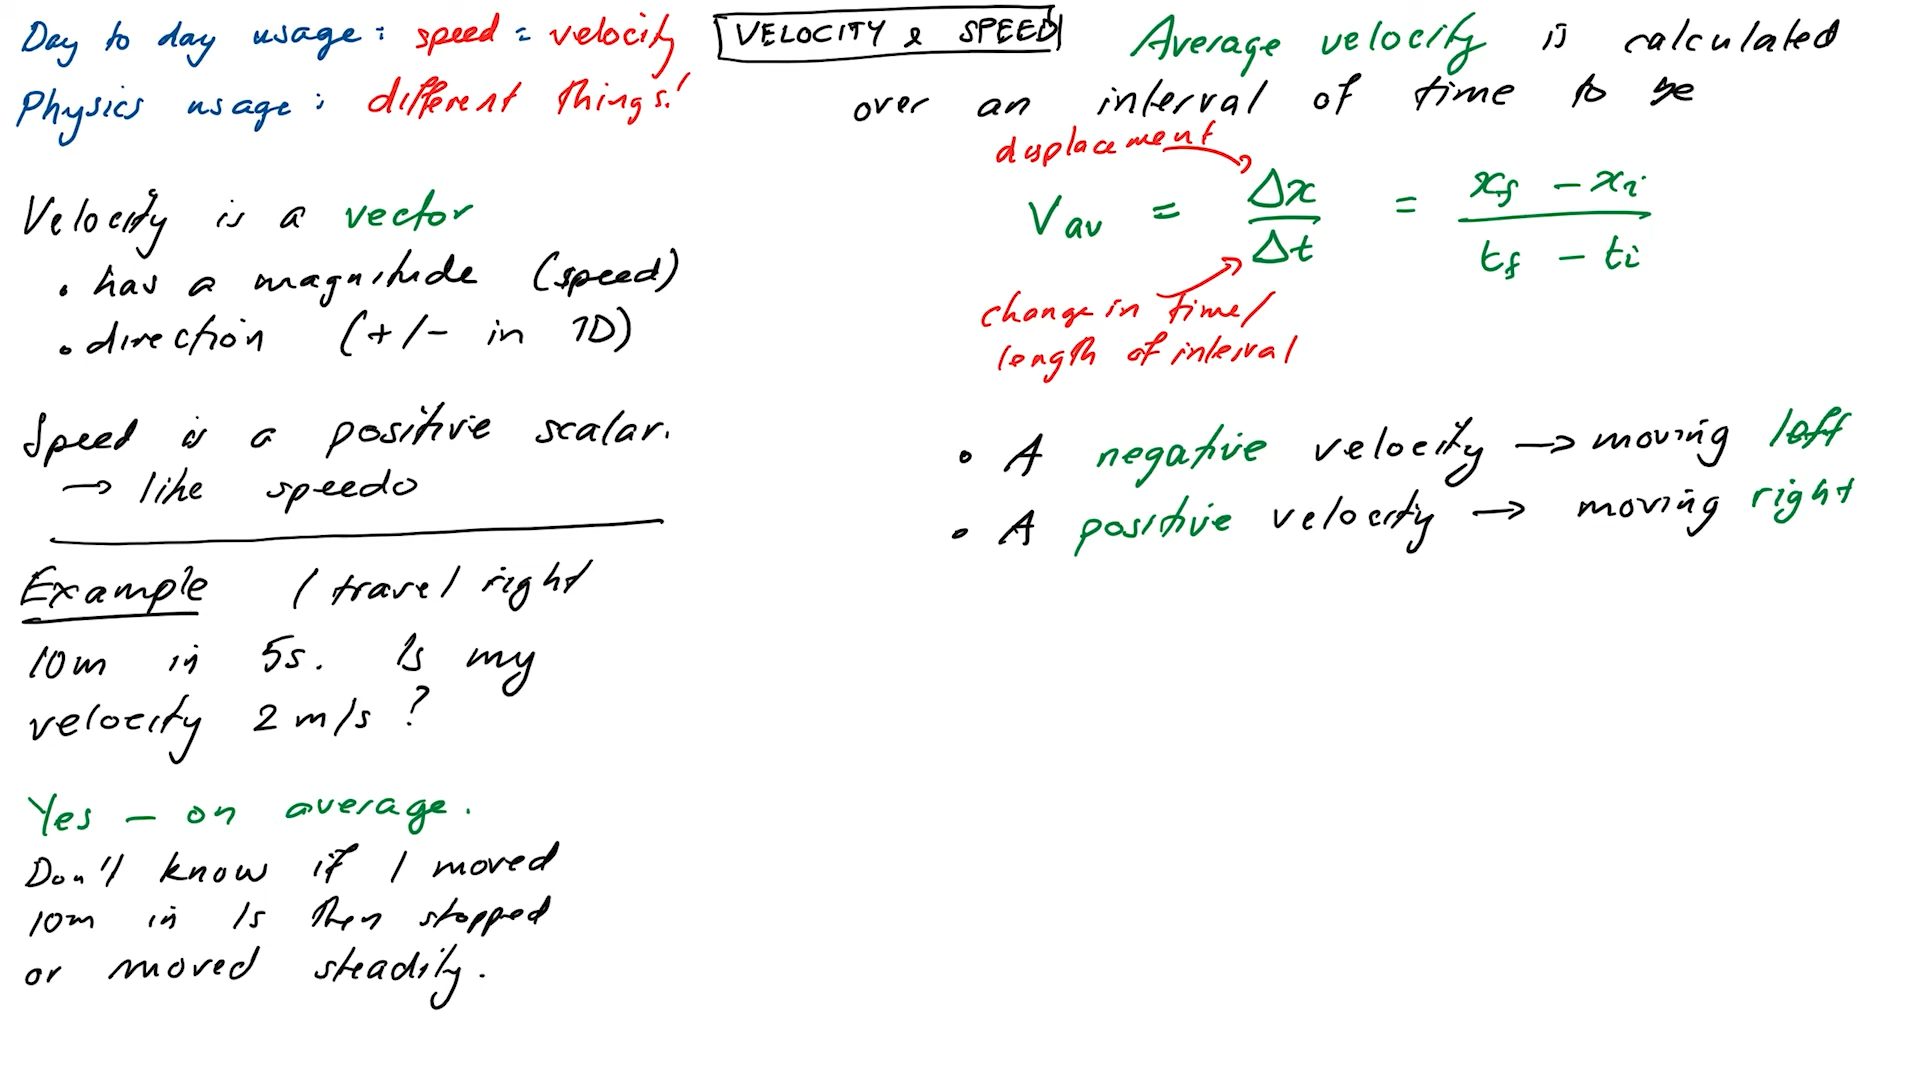 VELOCITY & SPEED
Day to day usage: speed = velocity
Physics usage: different things!
Velocity is a vector
• has a magnitude (speed)
• direction (+/- in 1D)
Speed is a positive scalar.
→ like speedo
Example I travel right
10m in 5s. Is my
velocity 2 m/s ?
Yes – on average.
Don't know if I moved
10m in 1s then stopped
or moved steadily.
Average velocity is calculated
over an interval of time to be
displacement
Vav = Δx/Δt = (xf - xi)/(tf - ti)
change in time/
length of interval
• A negative velocity → moving left
• A positive velocity → moving right